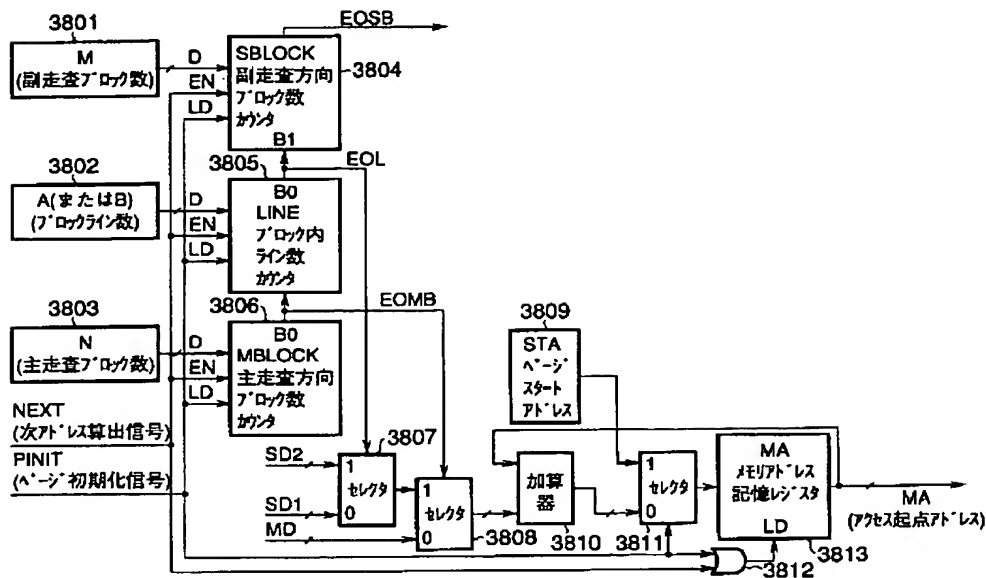 3801
M
(副走査ブロック数)
D
EN
LD
EOSB
SBLOCK
副走査方向
ブロック数
カウンタ
B1
3804
3802
A(またはB)
(ブロックライン数)
D
EN
LD
3805
EOL
B0
LINE
ブロック内
ライン数
カウンタ
3803
N
(主走査ブロック数)
D
EN
LD
3806
EOMB
B0
MBLOCK
主走査方向
ブロック数
カウンタ
NEXT
(次アドレス算出信号)
PINIT
(ページ初期化信号)
SD2
SD1
MD
3807
1
セレクタ
0
1
セレクタ
0
3808
3809
STA
ページ
スタート
アドレス
加算
器
3810
1
セレクタ
0
3811
MA
メモリアドレス
記憶レジスタ
LD
3813
3812
MA
(アクセス起点アドレス)